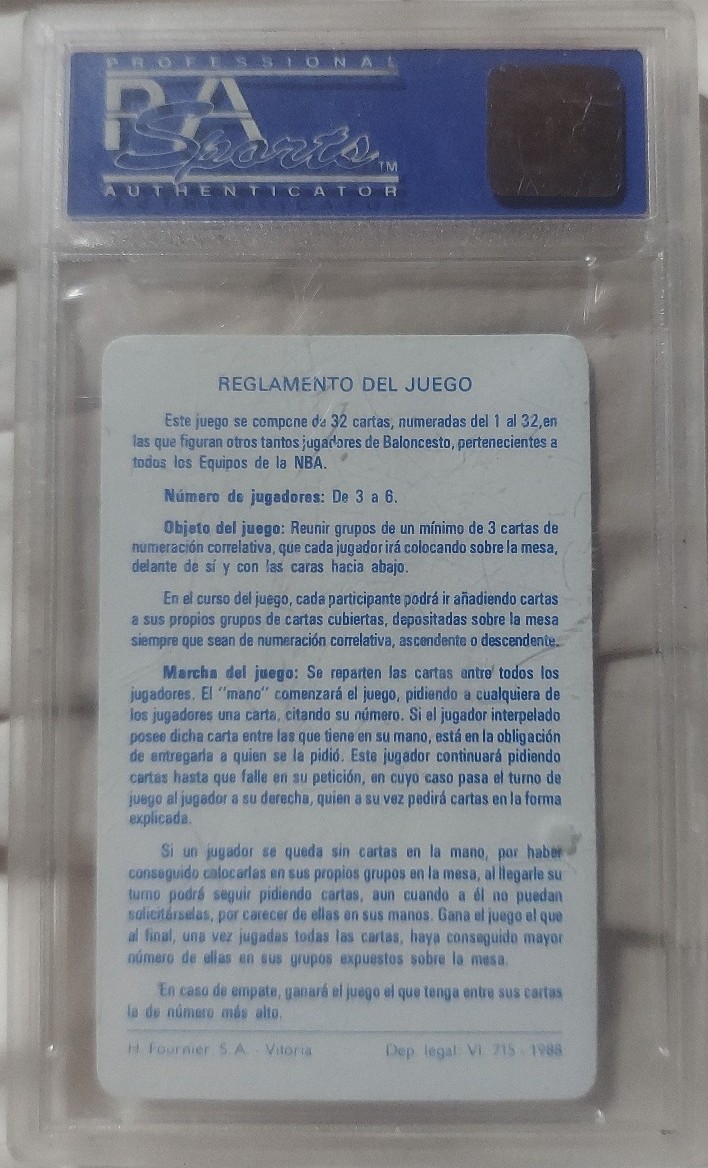 PROFESSIONAL
PSA
Sports™
AUTHENTICATOR
REGLAMENTO DEL JUEGO
Este juego se compone de 32 cartas, numeradas del 1 al 32,en
las que figuran otros tantos jugadores de Baloncesto, pertenecientes a
todos los Equipos de la NBA.
Número de jugadores: De 3 a 6.
Objeto del juego: Reunir grupos de un mínimo de 3 cartas de
numeración correlativa, que cada jugador irá colocando sobre la mesa,
delante de sí y con las caras hacia abajo.
En el curso del juego, cada participante podrá ir añadiendo cartas
a sus propios grupos de cartas cubiertas, depositadas sobre la mesa
siempre que sean de numeración correlativa, ascendente o descendente.
Marcha del juego: Se reparten las cartas entre todos los
jugadores. El "mano" comenzará el juego, pidiendo a cualquiera de
los jugadores una carta, citando su número. Si el jugador interpelado
posee dicha carta entre las que tiene en su mano, está en la obligación
de entregarla a quien se la pidió. Este jugador continuará pidiendo
cartas hasta que falle en su petición, en cuyo caso pasa el turno de
juego al jugador a su derecha, quien a su vez pedirá cartas en la forma
explicada.
Si un jugador se queda sin cartas en la mano, por haber
conseguido colocarlas en sus propios grupos en la mesa, al llegarle su
turno podrá seguir pidiendo cartas, aun cuando a él no puedan
solicitárselas, por carecer de ellas en sus manos. Gana el juego el que
al final, una vez jugadas todas las cartas, haya conseguido mayor
número de ellas en sus grupos expuestos sobre la mesa.
En caso de empate, ganará el juego el que tenga entre sus cartas
la de número más alto.
H. Fournier S.A. - Vitoria Dep. legal: VI. 715 - 1988